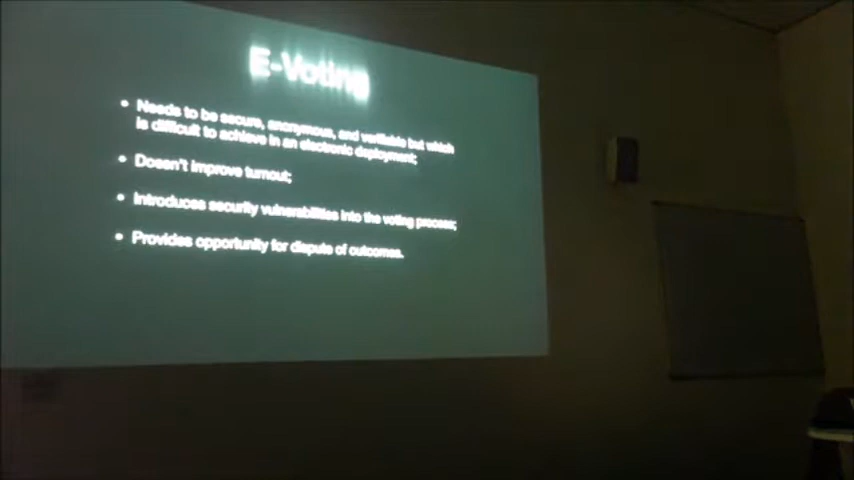 E-Voting
• Needs to be secure, anonymous, and verifiable but which
is difficult to achieve in an electronic deployment;
• Doesn't improve turnout;
• Introduces security vulnerabilities into the voting process;
• Provides opportunity for dispute of outcomes.